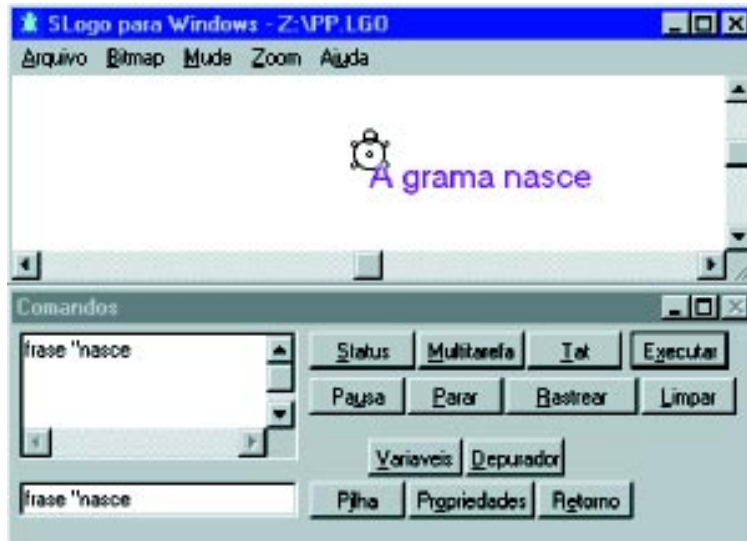 SLogo para Windows - Z:\PP.LGO
Arquivo Bitmap Mude Zoom Ajuda
A grama nasce
Comandos
frase "nasce
Status Multitarefa Tat Executar
Pausa Parar Rastrear Limpar
Variaveis Depurador
frase "nasce
Pilha Propriedades Retorno